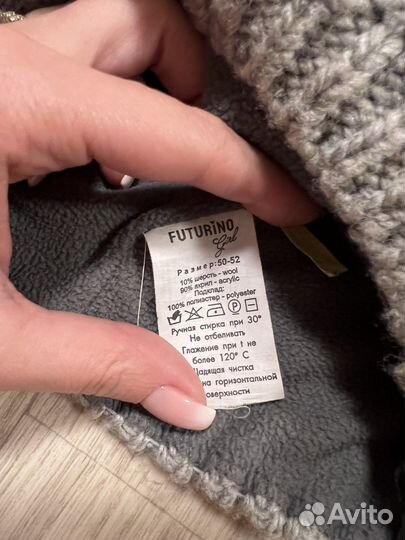 FUTURINO
Girl
Размер: 50-52
10% шерсть - wool
90% акрил - acrylic
Подклад:
100% полиэстер - polyester
P
Ручная стирка при 30°
Не отбеливать
Глажение при t не
более 120° С
Щадящая чистка
на горизонтальной
поверхности
Avito